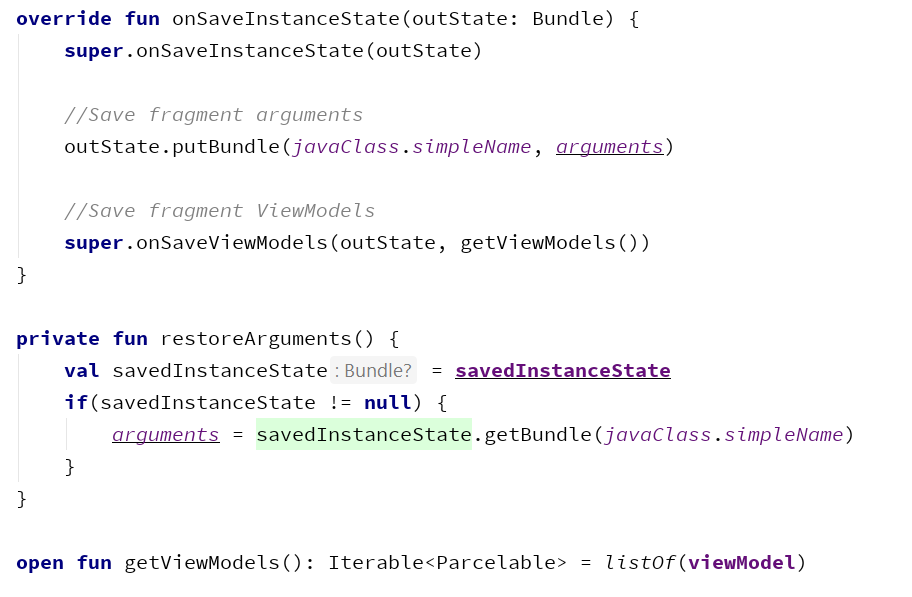 override fun onSaveInstanceState(outState: Bundle) {
    super.onSaveInstanceState(outState)

    //Save fragment arguments
    outState.putBundle(javaClass.simpleName, arguments)

    //Save fragment ViewModels
    super.onSaveViewModels(outState, getViewModels())
}

private fun restoreArguments() {
    val savedInstanceState : Bundle? = savedInstanceState
    if(savedInstanceState != null) {
        arguments = savedInstanceState.getBundle(javaClass.simpleName)
    }
}

open fun getViewModels(): Iterable<Parcelable> = listOf(viewModel)